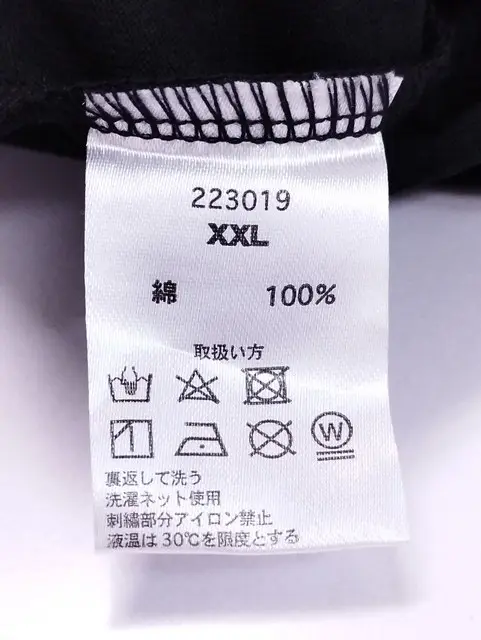 223019
XXL
綿 100%
取扱い方
W
裏返して洗う
洗濯ネット使用
刺繍部分アイロン禁止
液温は30℃を限度とする